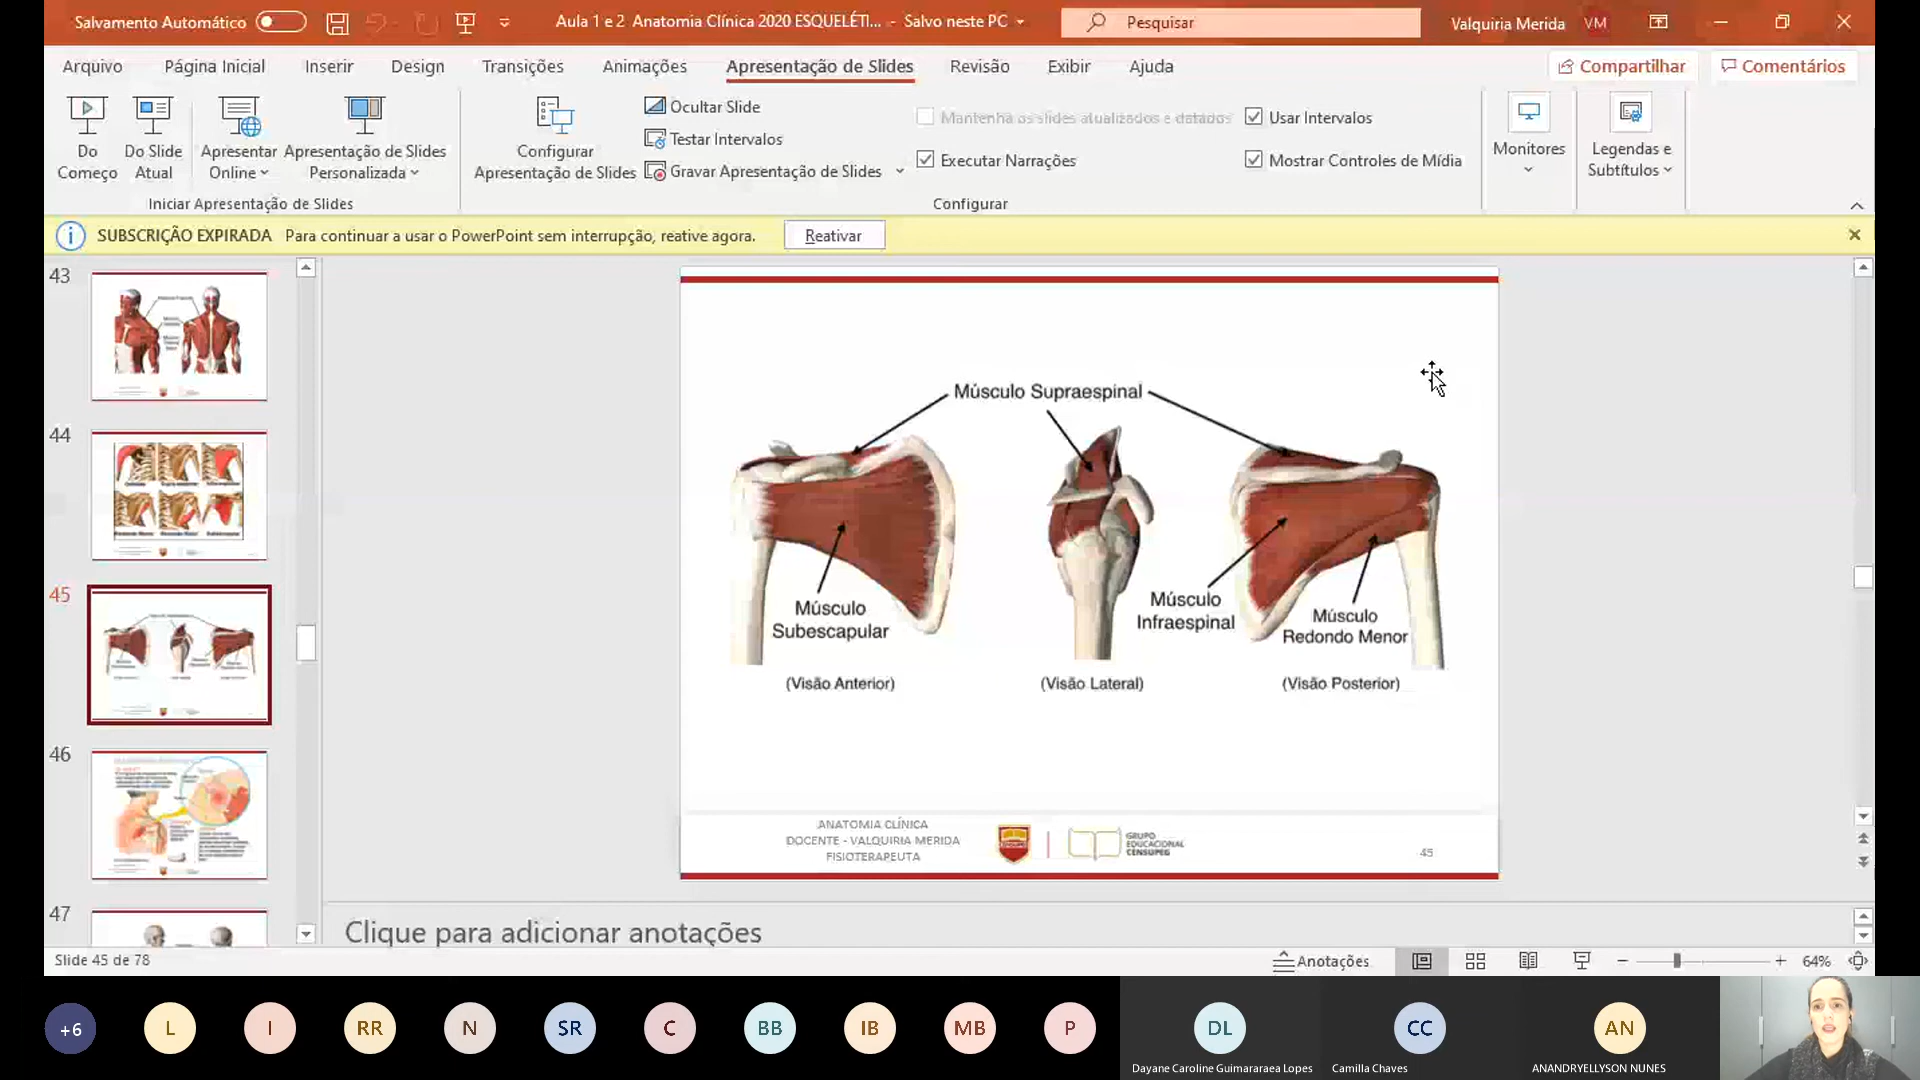 Salvamento Automático
Aula 1 e 2 Anatomia Clínica 2020 ESQUELÉTI... - Salvo neste PC
Pesquisar
Valquiria Merida
VM
Arquivo
Página Inicial
Inserir
Design
Transições
Animações
Apresentação de Slides
Revisão
Exibir
Ajuda
Compartilhar
Comentários
Do
Começo
Do Slide
Atual
Apresentar
Online
Apresentação de Slides
Personalizada
Iniciar Apresentação de Slides
Configurar
Apresentação de Slides
Ocultar Slide
Testar Intervalos
Gravar Apresentação de Slides
Mantenha os slides atualizados e datados
Executar Narrações
Usar Intervalos
Mostrar Controles de Mídia
Configurar
Monitores
Legendas e
Subtítulos
SUBSCRIÇÃO EXPIRADA
Para continuar a usar o PowerPoint sem interrupção, reative agora.
Reativar
43
44
45
46
47
Músculo Supraespinal
Músculo
Subescapular
Músculo
Infraespinal
Músculo
Redondo Menor
(Visão Anterior)
(Visão Lateral)
(Visão Posterior)
ANATOMIA CLÍNICA
DOCENTE - VALQUIRIA MERIDA
FISIOTERAPEUTA
GRUPO
EDUCACIONAL
CENSUPEG
45
Clique para adicionar anotações
Slide 45 de 78
Anotações
64%
+6
L
I
RR
N
SR
C
BB
IB
MB
P
DL
CC
AN
Dayane Caroline Guimararaea Lopes
Camilla Chaves
ANANDRYELLYSON NUNES